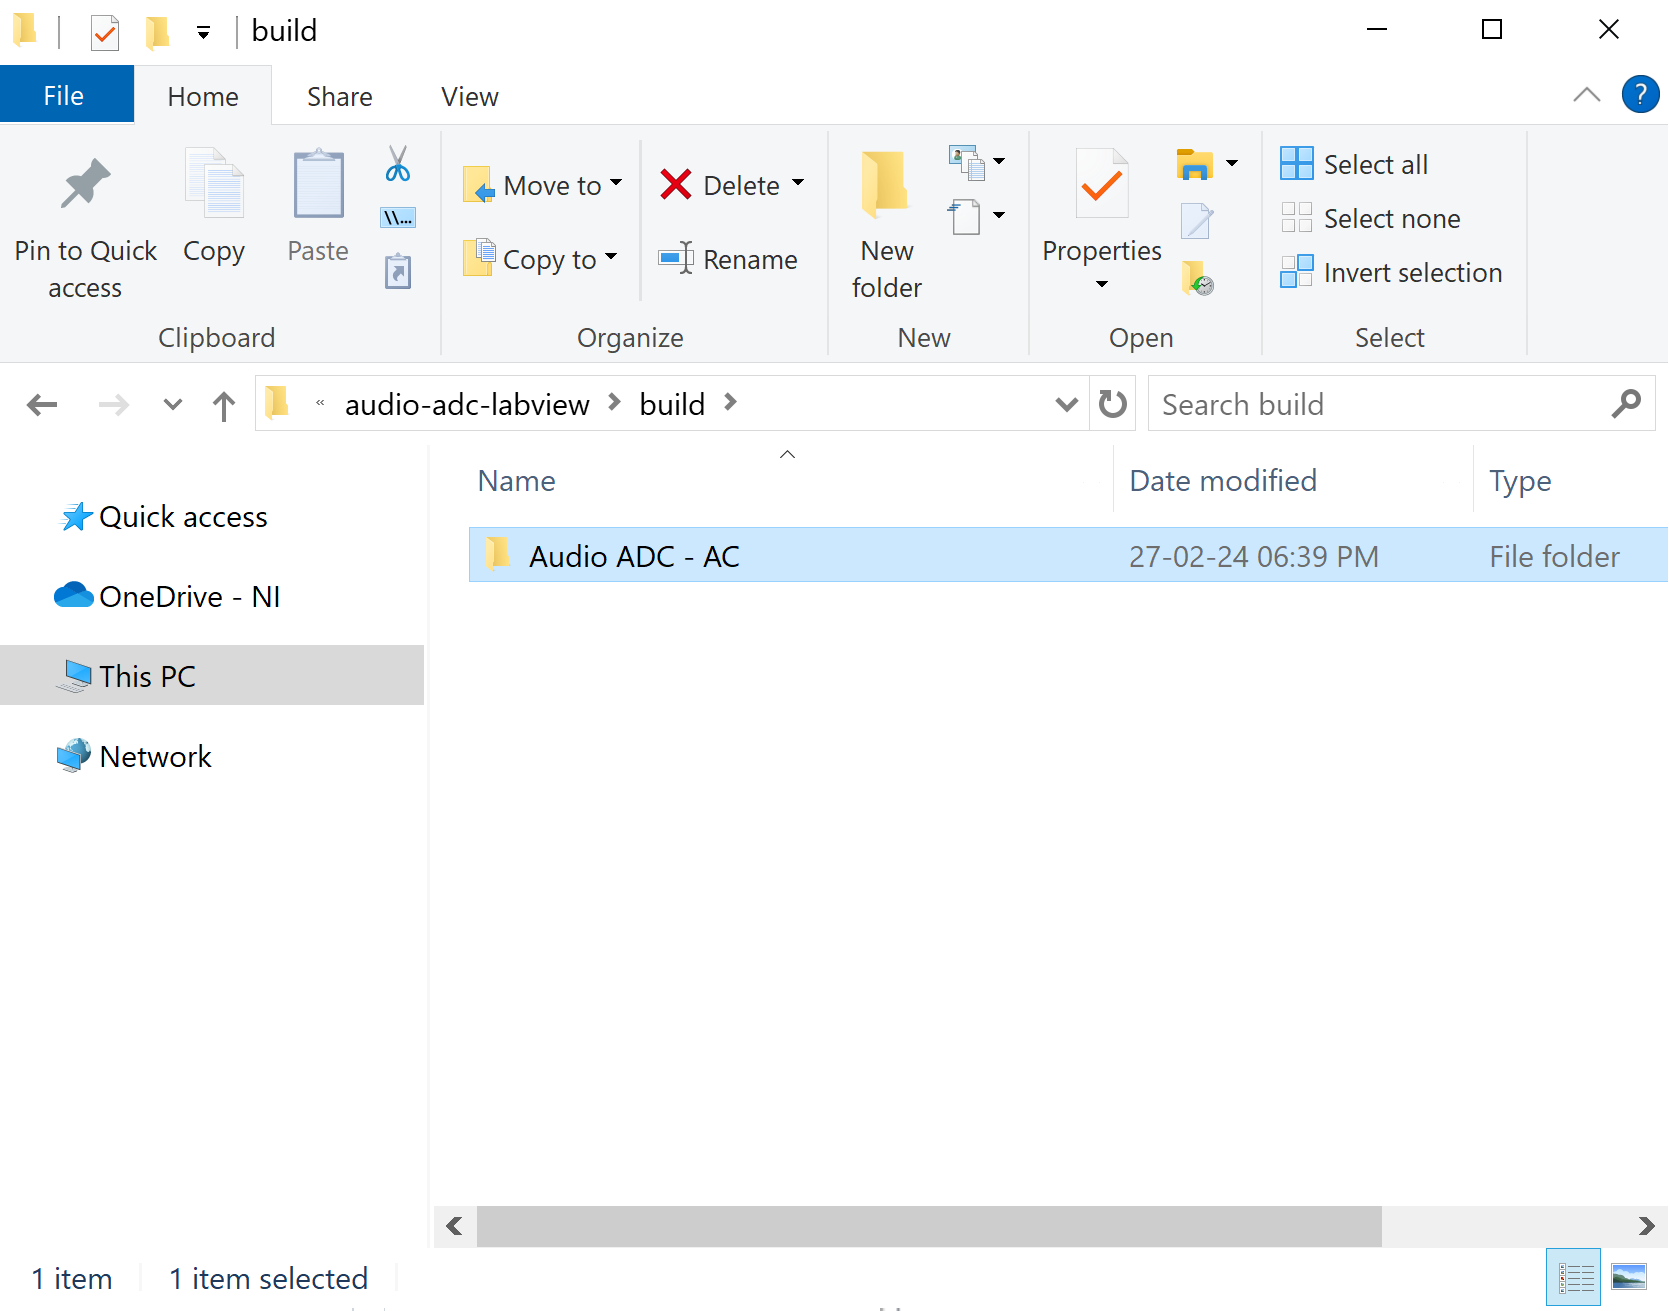 build
File Home Share View
?
Pin to Quick access
Copy
Paste
\\...
Move to
Copy to
Delete
Rename
New folder
Properties
Select all
Select none
Invert selection
Clipboard Organize New Open Select
« audio-adc-labview > build >
Search build
Name Date modified Type
Quick access
OneDrive - NI
This PC
Network
Audio ADC - AC 27-02-24 06:39 PM File folder
1 item 1 item selected